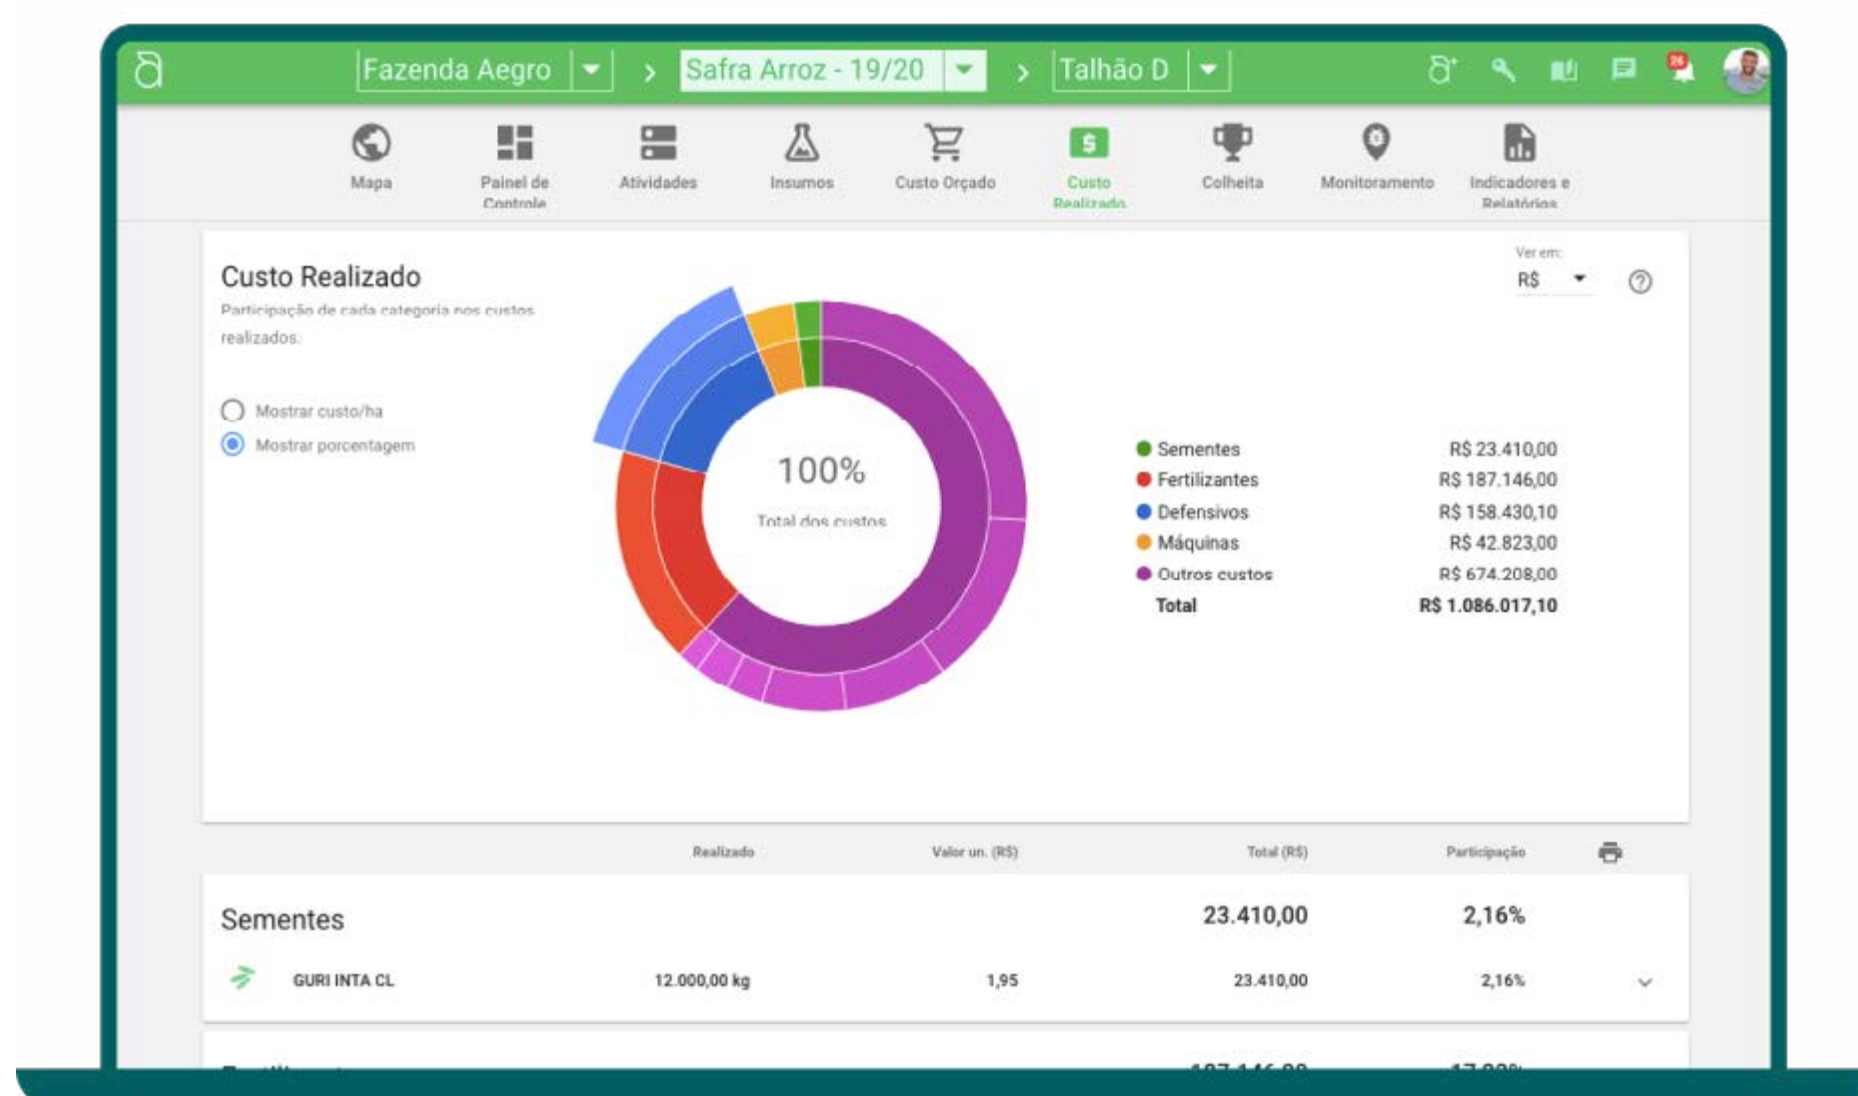 Fazenda Aegro > Safra Arroz - 19/20 > Talhão D
26
Mapa
Painel de
Controle
Atividades
Insumos
Custo Orçado
Custo
Realizado
Colheita
Monitoramento
Indicadores e
Relatórios
Custo Realizado
Participação de cada categoria nos custos
realizados.
Mostrar custo/ha
Mostrar porcentagem
Ver em:
R$
100%
Total dos custos
Sementes R$ 23.410,00
Fertilizantes R$ 187.146,00
Defensivos R$ 158.430,10
Máquinas R$ 42.823,00
Outros custos R$ 674.208,00
Total R$ 1.086.017,10
Realizado Valor un. (R$) Total (R$) Participação
Sementes 23.410,00 2,16%
GURI INTA CL 12.000,00 kg 1,95 23.410,00 2,16%